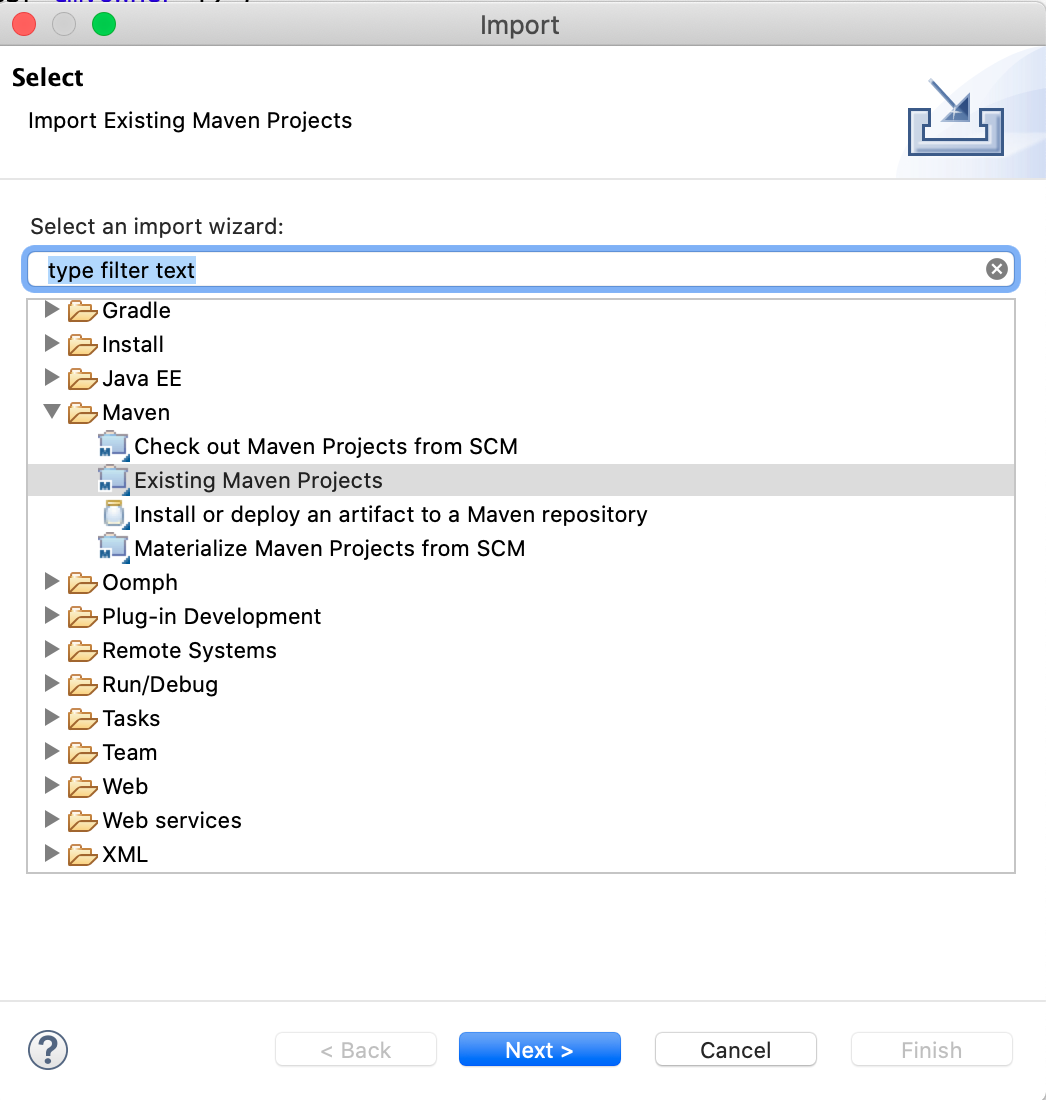 Import
Select
Import Existing Maven Projects
Select an import wizard:
type filter text
Gradle
Install
Java EE
Maven
Check out Maven Projects from SCM
Existing Maven Projects
Install or deploy an artifact to a Maven repository
Materialize Maven Projects from SCM
Oomph
Plug-in Development
Remote Systems
Run/Debug
Tasks
Team
Web
Web services
XML
? < Back Next > Cancel Finish